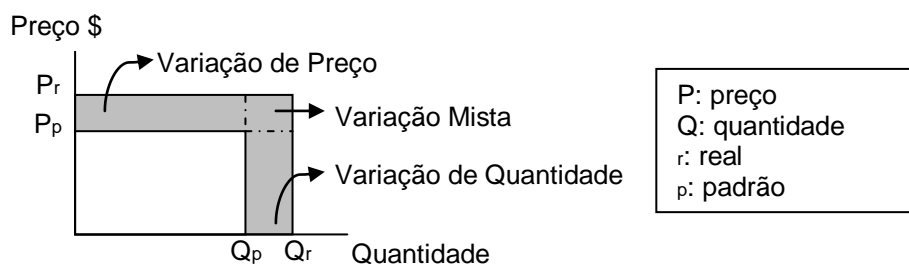 Preço $
Variação de Preço
Pr
Pp
Variação Mista
Variação de Quantidade
Qp
Qr
Quantidade
P: preço
Q: quantidade
r: real
p: padrão